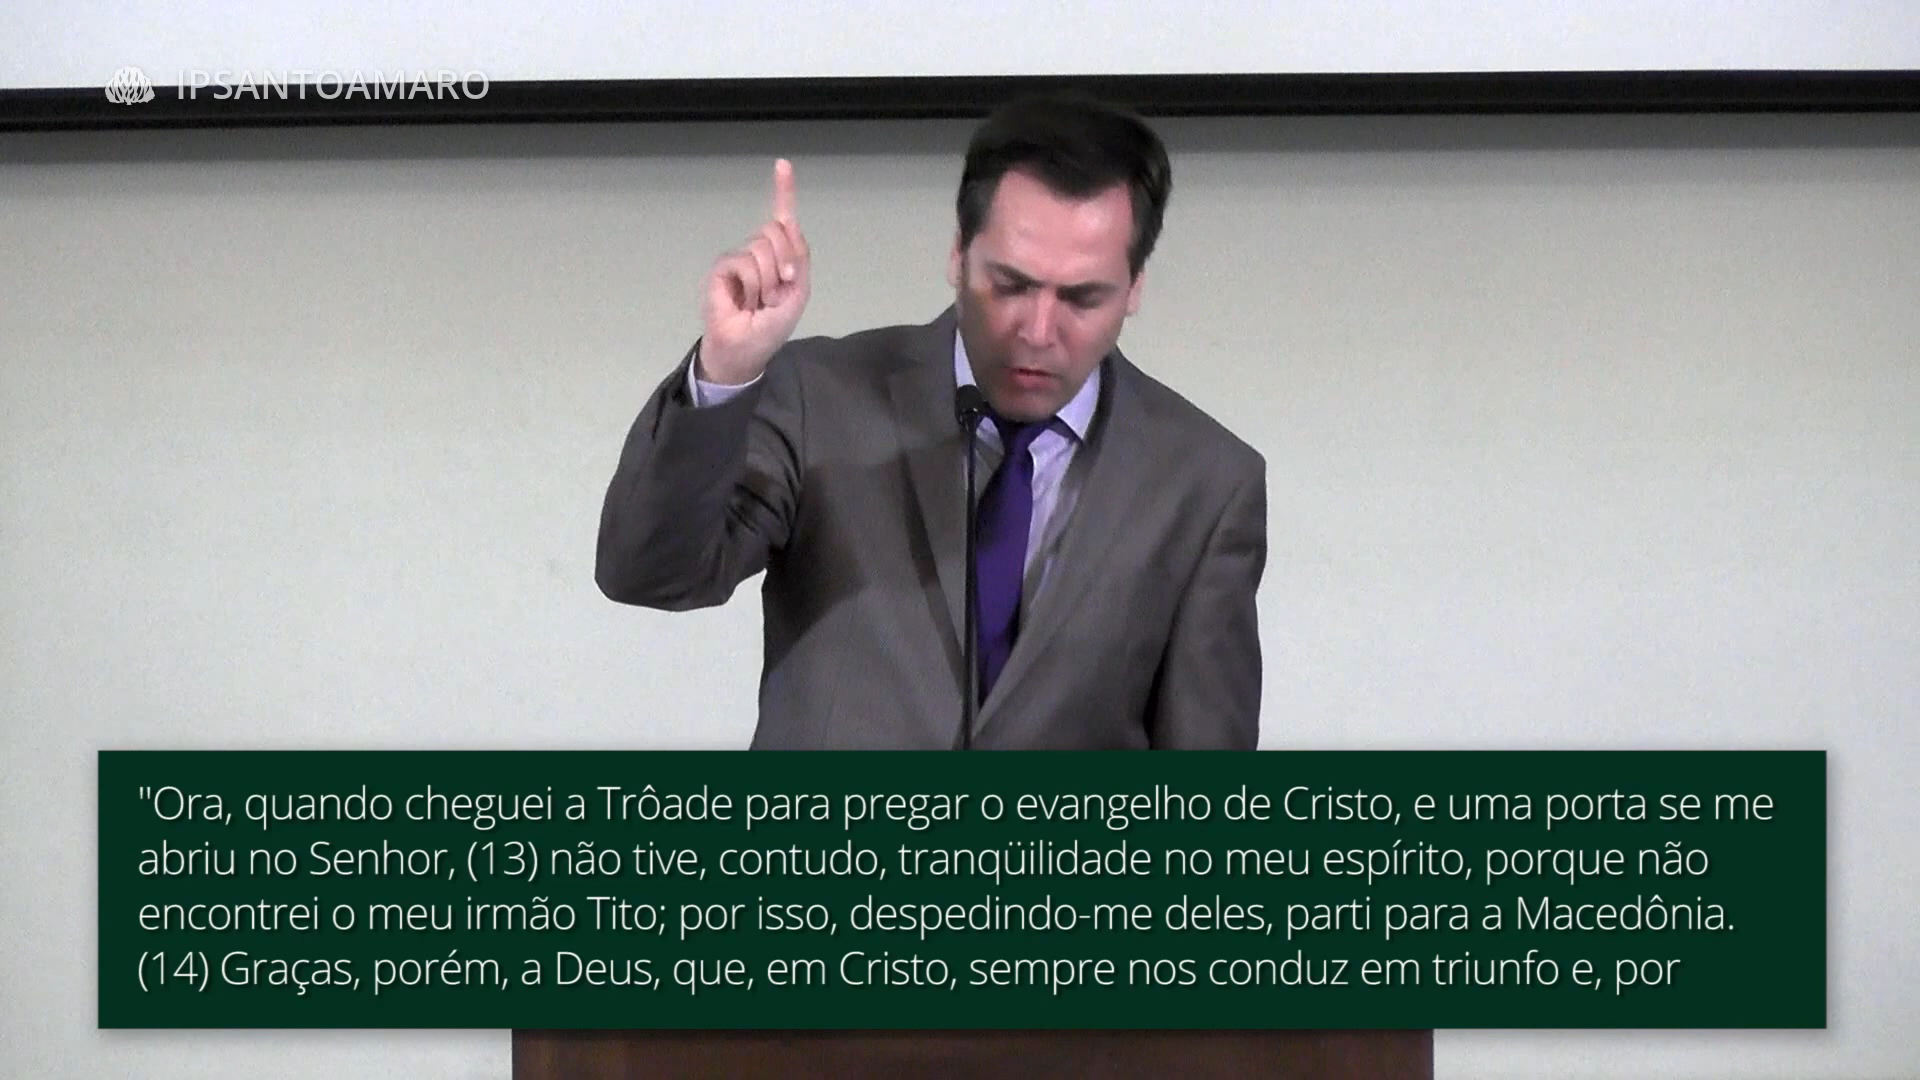 IPSANTOAMARO
"Ora, quando cheguei a Trôade para pregar o evangelho de Cristo, e uma porta se me
abriu no Senhor, (13) não tive, contudo, tranqüilidade no meu espírito, porque não
encontrei o meu irmão Tito; por isso, despedindo-me deles, parti para a Macedônia.
(14) Graças, porém, a Deus, que, em Cristo, sempre nos conduz em triunfo e, por